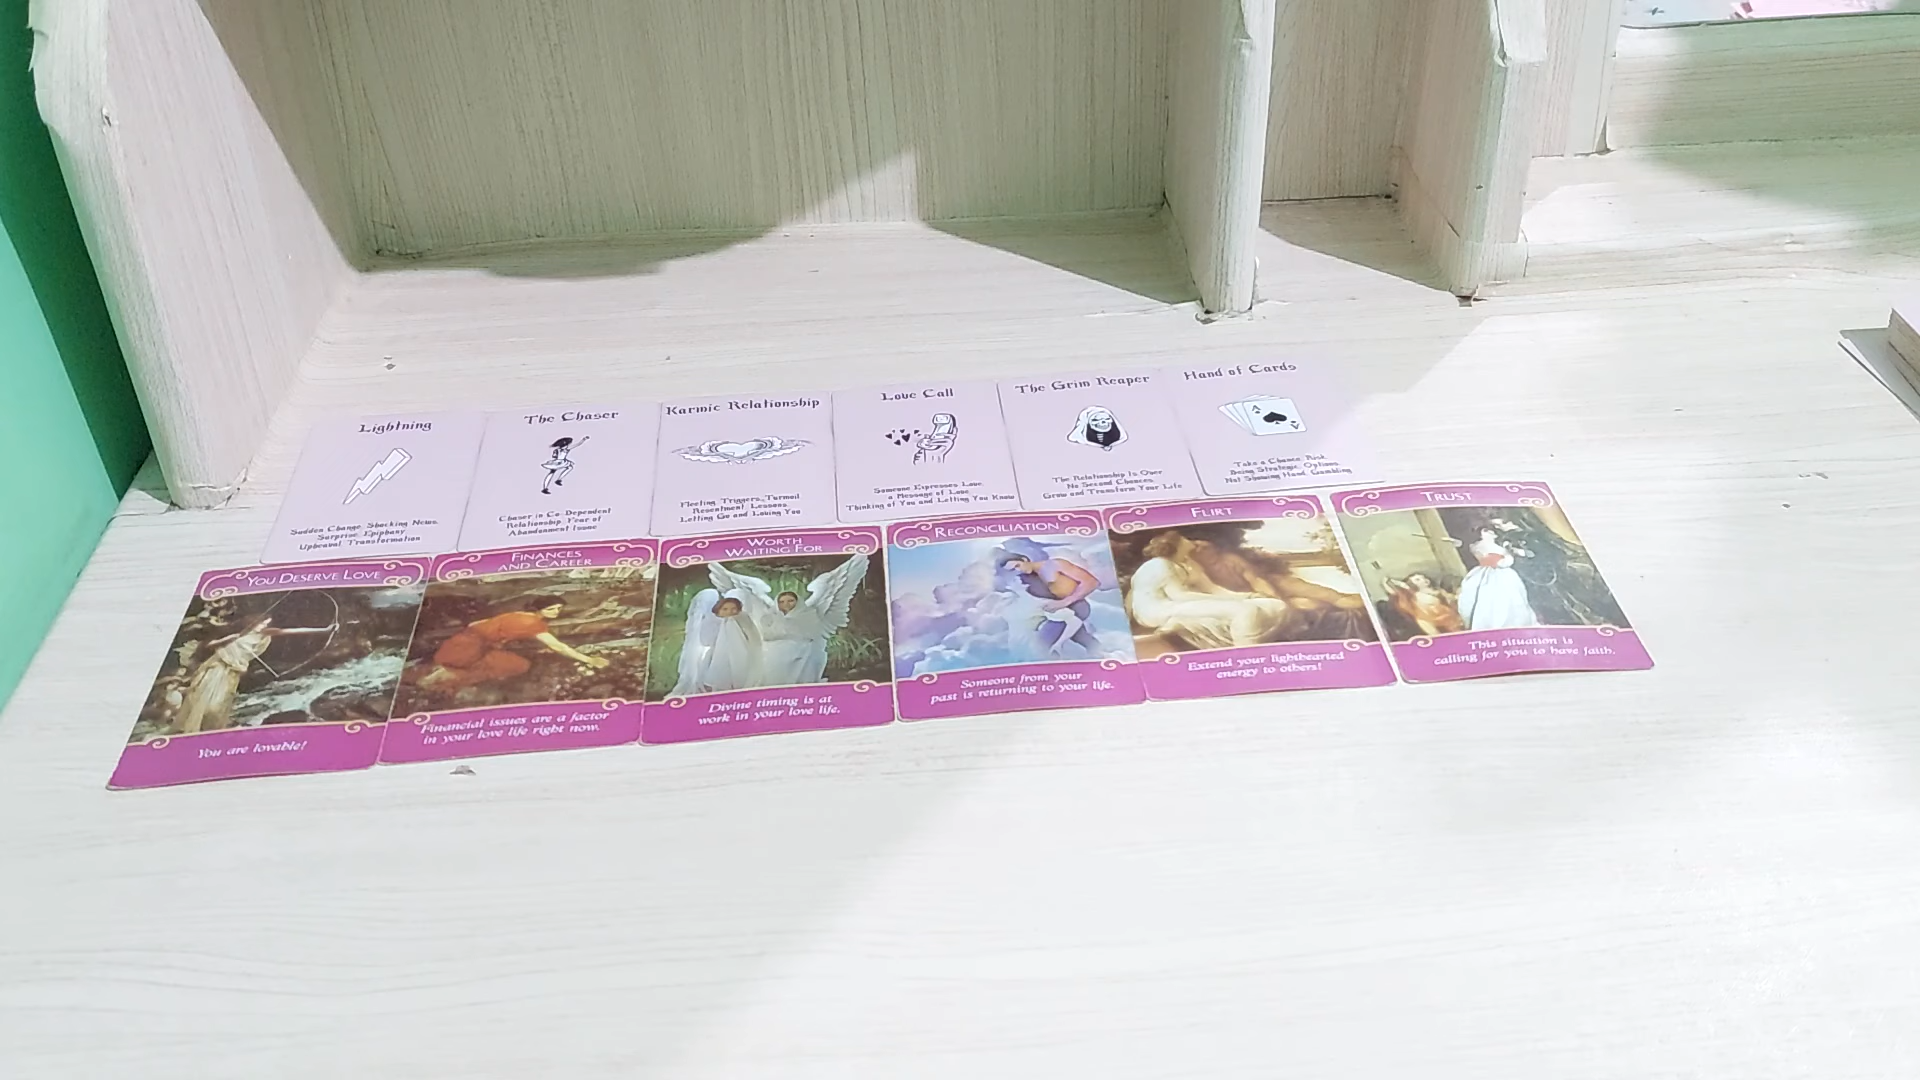 Lightning
Sudden Change, Shocking News,
Surprise, Epiphany,
Upheaval Transformation
The Chaser
Chaser in Co-Dependent
Relationship, Fear of
Abandonment Issue
Karmic Relationship
Fleeting, Triggers, Turmoil
Resentment Lessons
Letting Go and Loving You
Love Call
Someone Expresses Love,
a Message of Love
Thinking of You and Letting You Know
The Grim Reaper
The Relationship Is Over
No Second Chances,
Grow and Transform Your Life
Hand of Cards
Take a Chance, Risk,
Being Strategic, Options,
Not Showing Hand, Gambling
YOU DESERVE LOVE
You are lovable!
FINANCES
AND CAREER
Financial issues are a factor
in your love life right now.
WORTH
WAITING FOR
Divine timing is at
work in your love life.
RECONCILIATION
Someone from your
past is returning to your life.
FLIRT
Extend your lighthearted
energy to others!
TRUST
This situation is
calling for you to have faith.